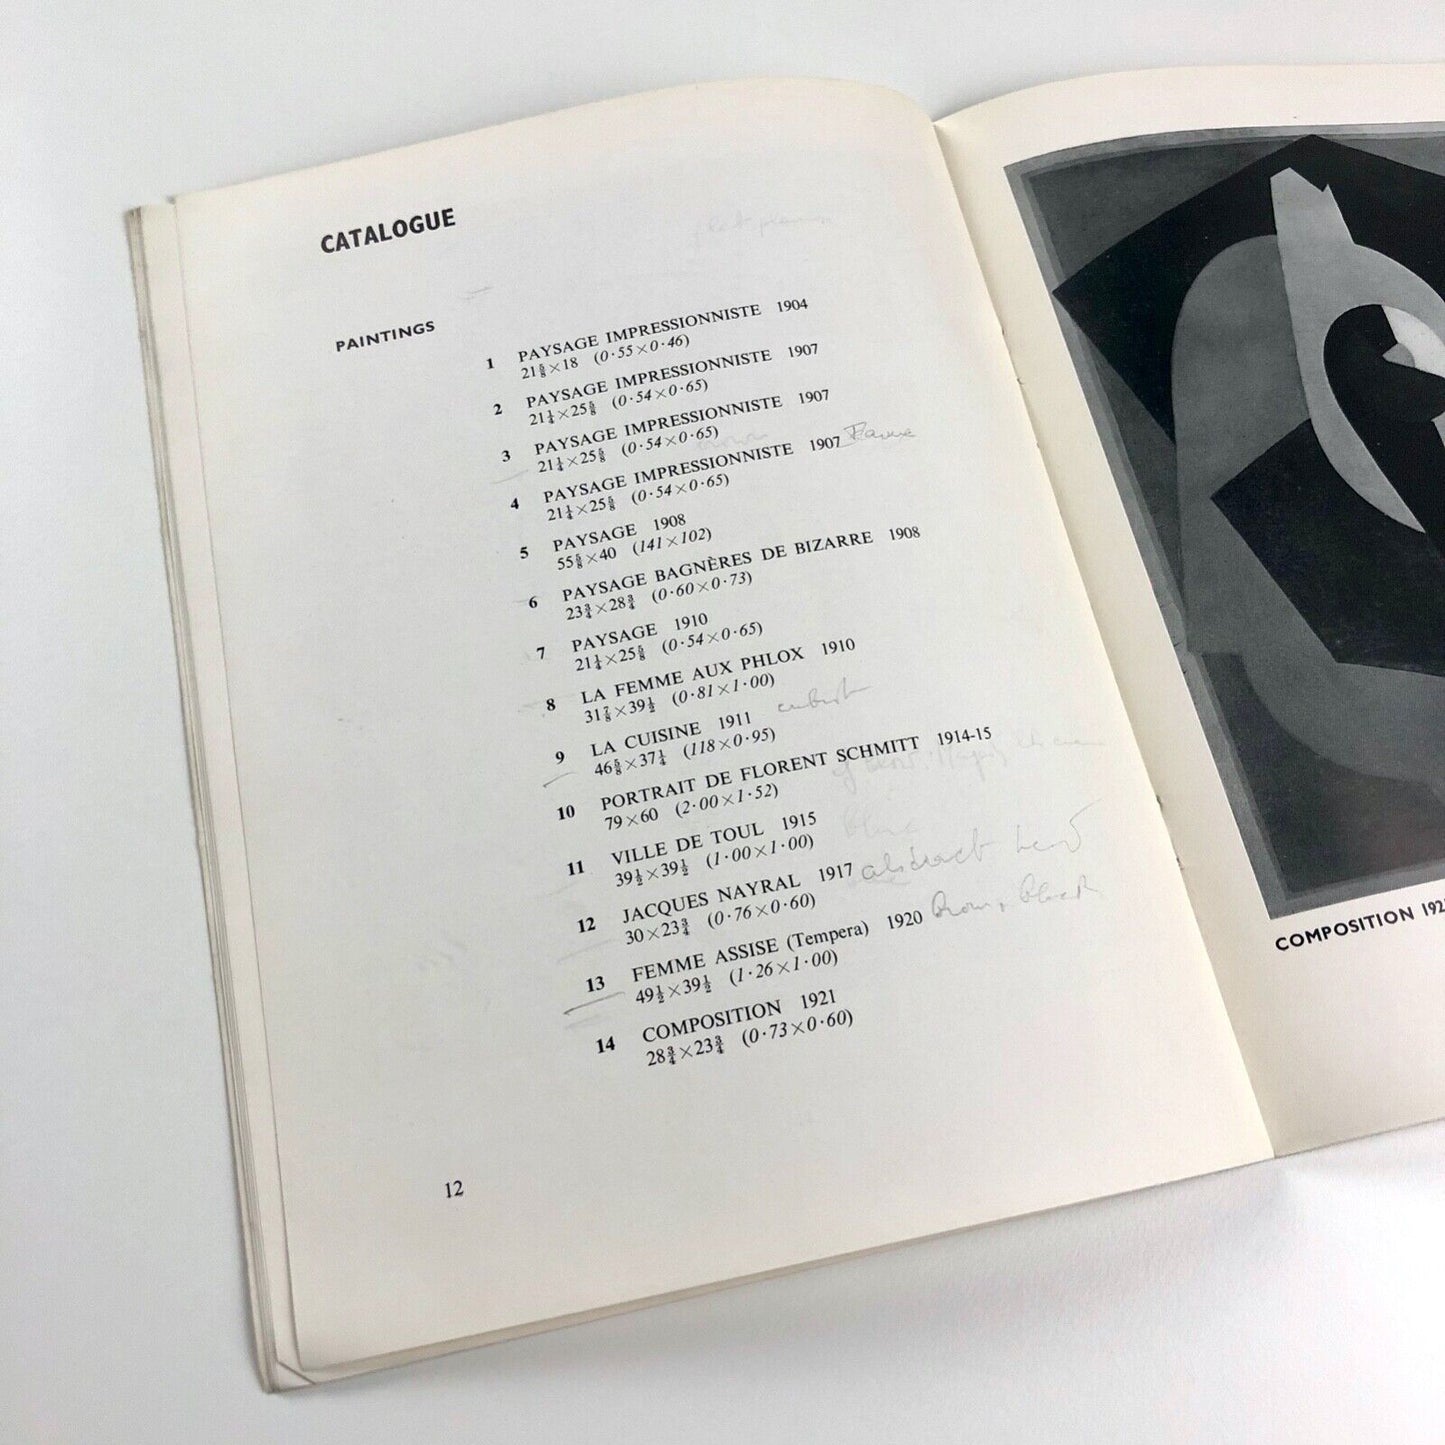 CATALOGUE
PAINTINGS
1 PAYSAGE IMPRESSIONNISTE 1904
21⅝×18 (0·55×0·46)
2 PAYSAGE IMPRESSIONNISTE 1907
21¼×25⅝ (0·54×0·65)
3 PAYSAGE IMPRESSIONNISTE 1907
21¼×25⅝ (0·54×0·65)
4 PAYSAGE IMPRESSIONNISTE 1907
21¼×25⅝ (0·54×0·65)
5 PAYSAGE 1908
55⅝×40 (141×102)
6 PAYSAGE BAGNÈRES DE BIZARRE 1908
23¾×28¾ (0·60×0·73)
7 PAYSAGE 1910
21¼×25⅝ (0·54×0·65)
8 LA FEMME AUX PHLOX 1910
31⅞×39½ (0·81×1·00)
9 LA CUISINE 1911 cubist
46⅝×37¼ (118×0·95)
10 PORTRAIT DE FLORENT SCHMITT 1914-15
79×60 (2·00×1·52)
11 VILLE DE TOUL 1915
39½×39½ (1·00×1·00)
12 JACQUES NAYRAL 1917 abstract head
30×23¾ (0·76×0·60)
13 FEMME ASSISE (Tempera) 1920 Brown + black
49½×39½ (1·26×1·00)
14 COMPOSITION 1921
28¾×23¾ (0·73×0·60)
12
COMPOSITION